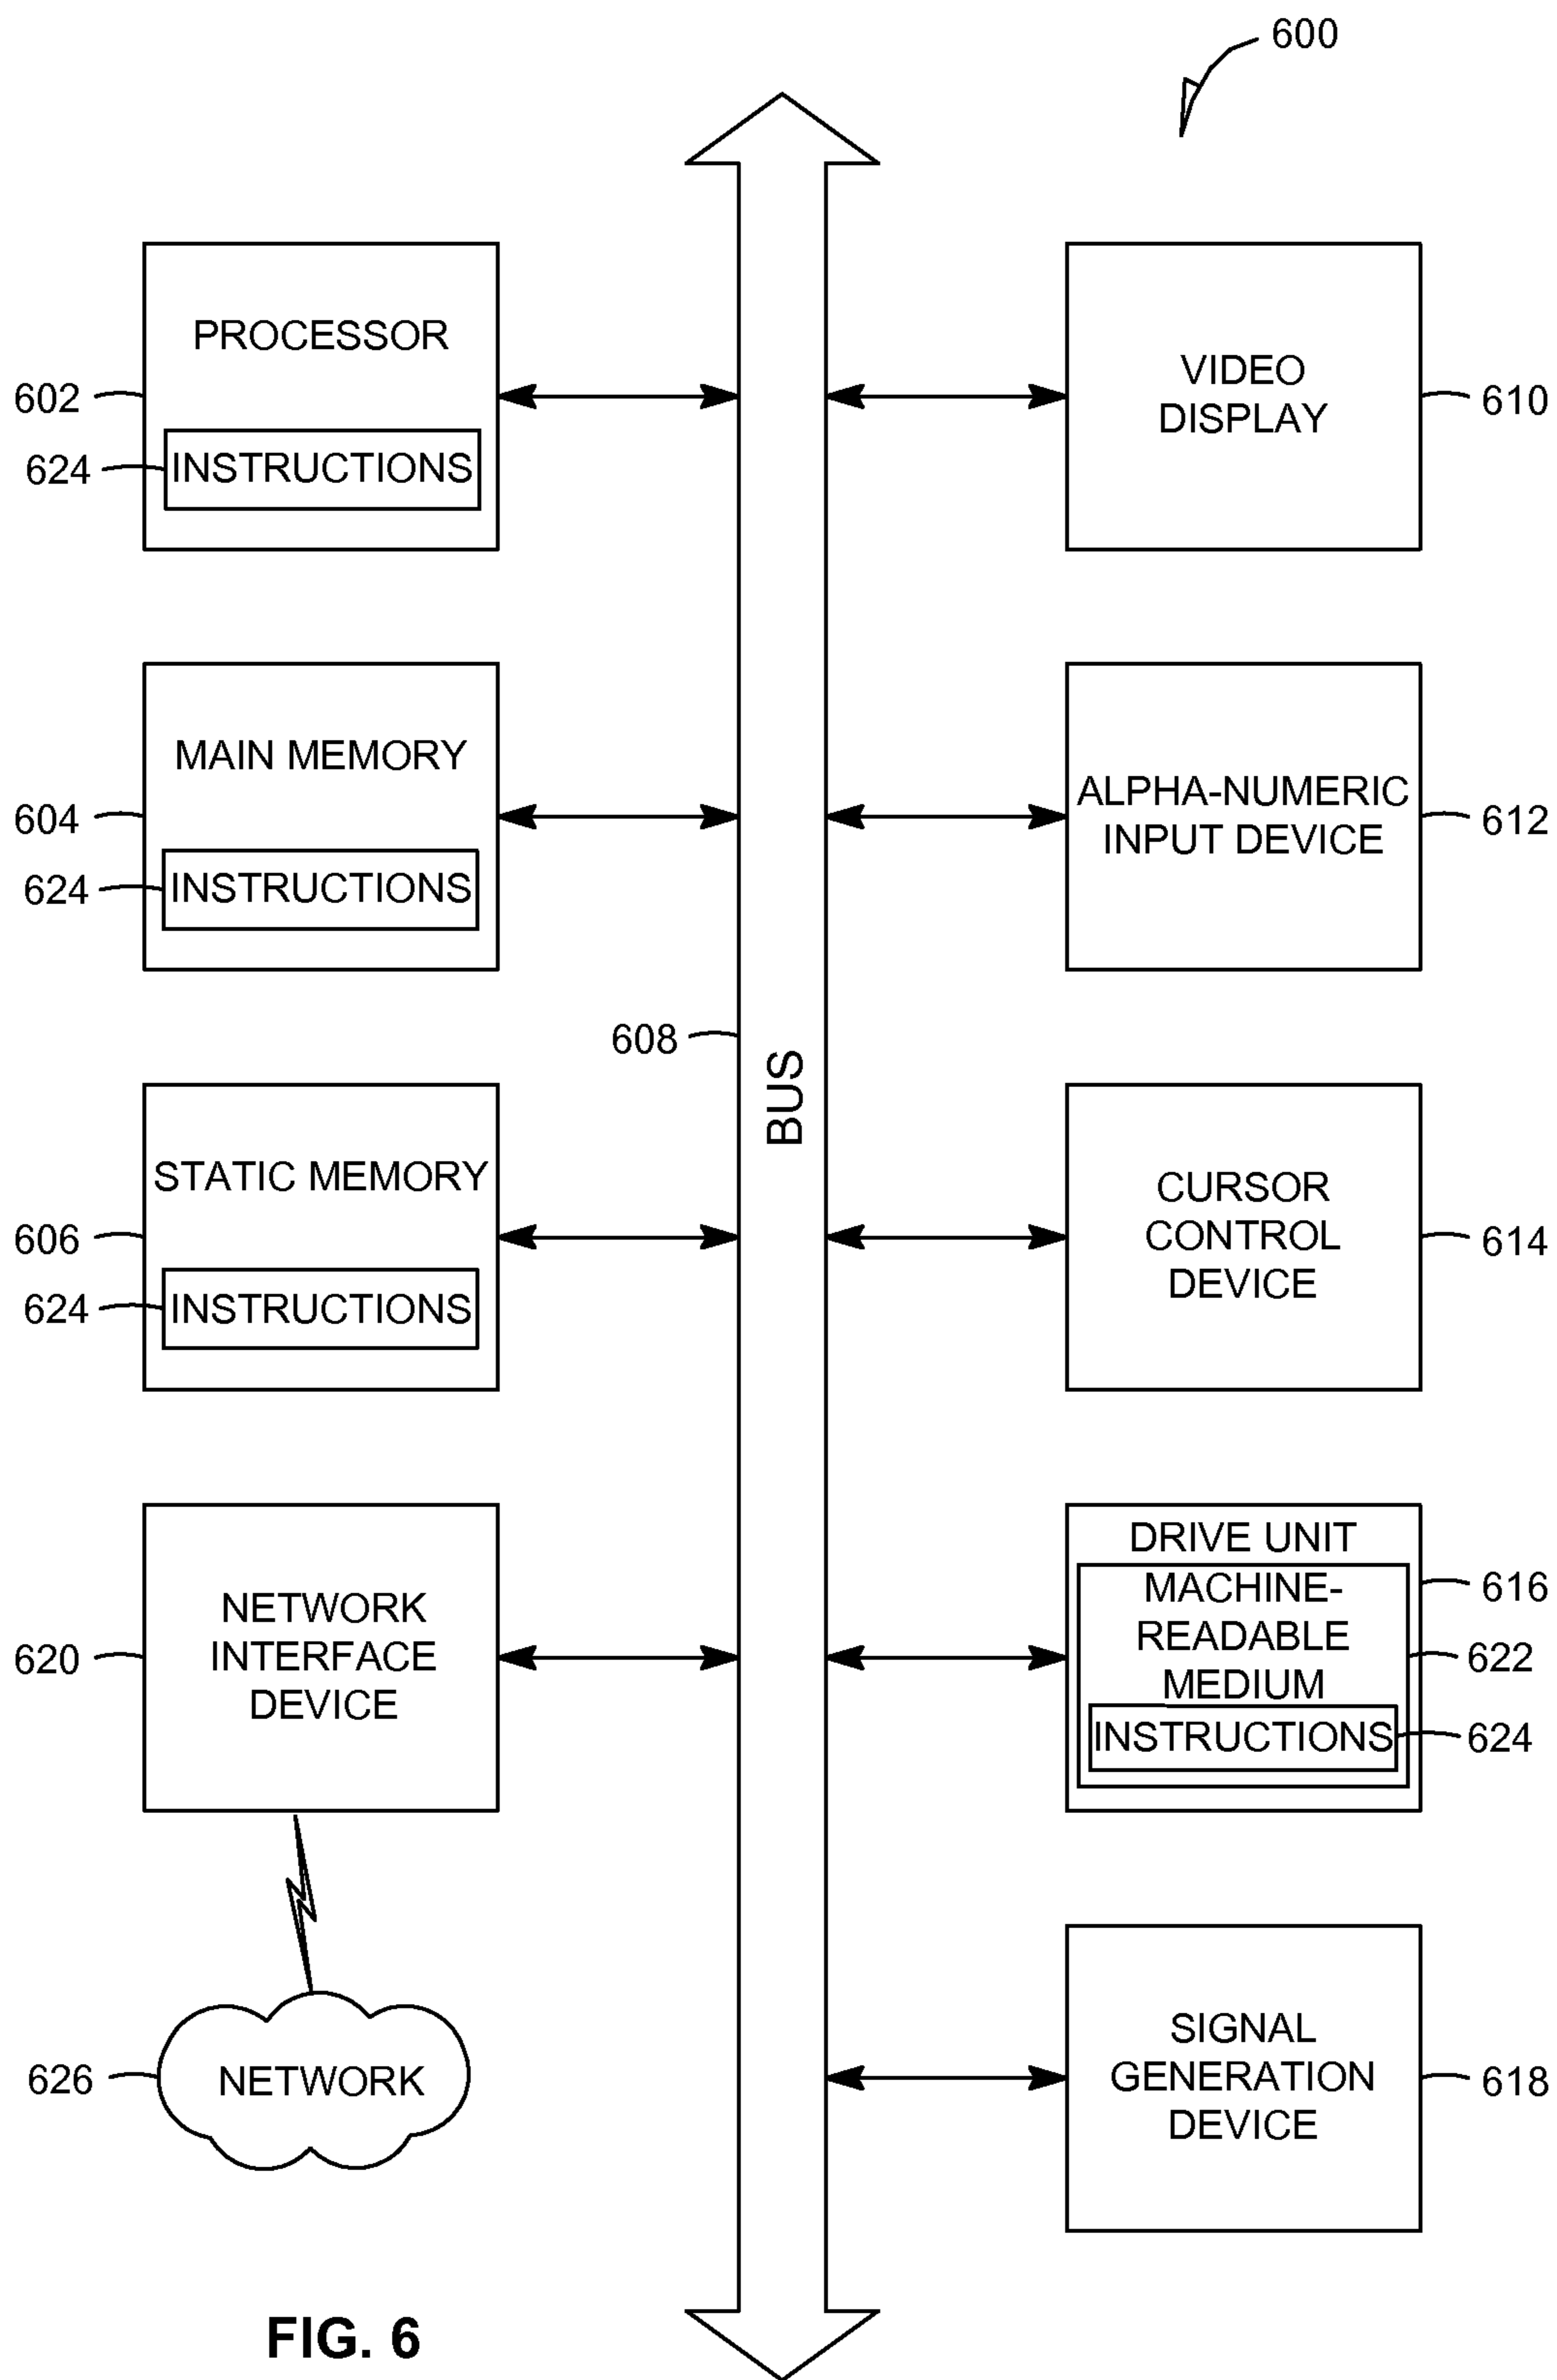 600
PROCESSOR
602
624
INSTRUCTIONS
VIDEO
DISPLAY
610
MAIN MEMORY
604
624
INSTRUCTIONS
ALPHA-NUMERIC
INPUT DEVICE
612
608
BUS
STATIC MEMORY
606
624
INSTRUCTIONS
CURSOR
CONTROL
DEVICE
614
NETWORK
INTERFACE
DEVICE
620
DRIVE UNIT
616
MACHINE-
READABLE
MEDIUM
622
INSTRUCTIONS
624
NETWORK
626
SIGNAL
GENERATION
DEVICE
618
FIG. 6